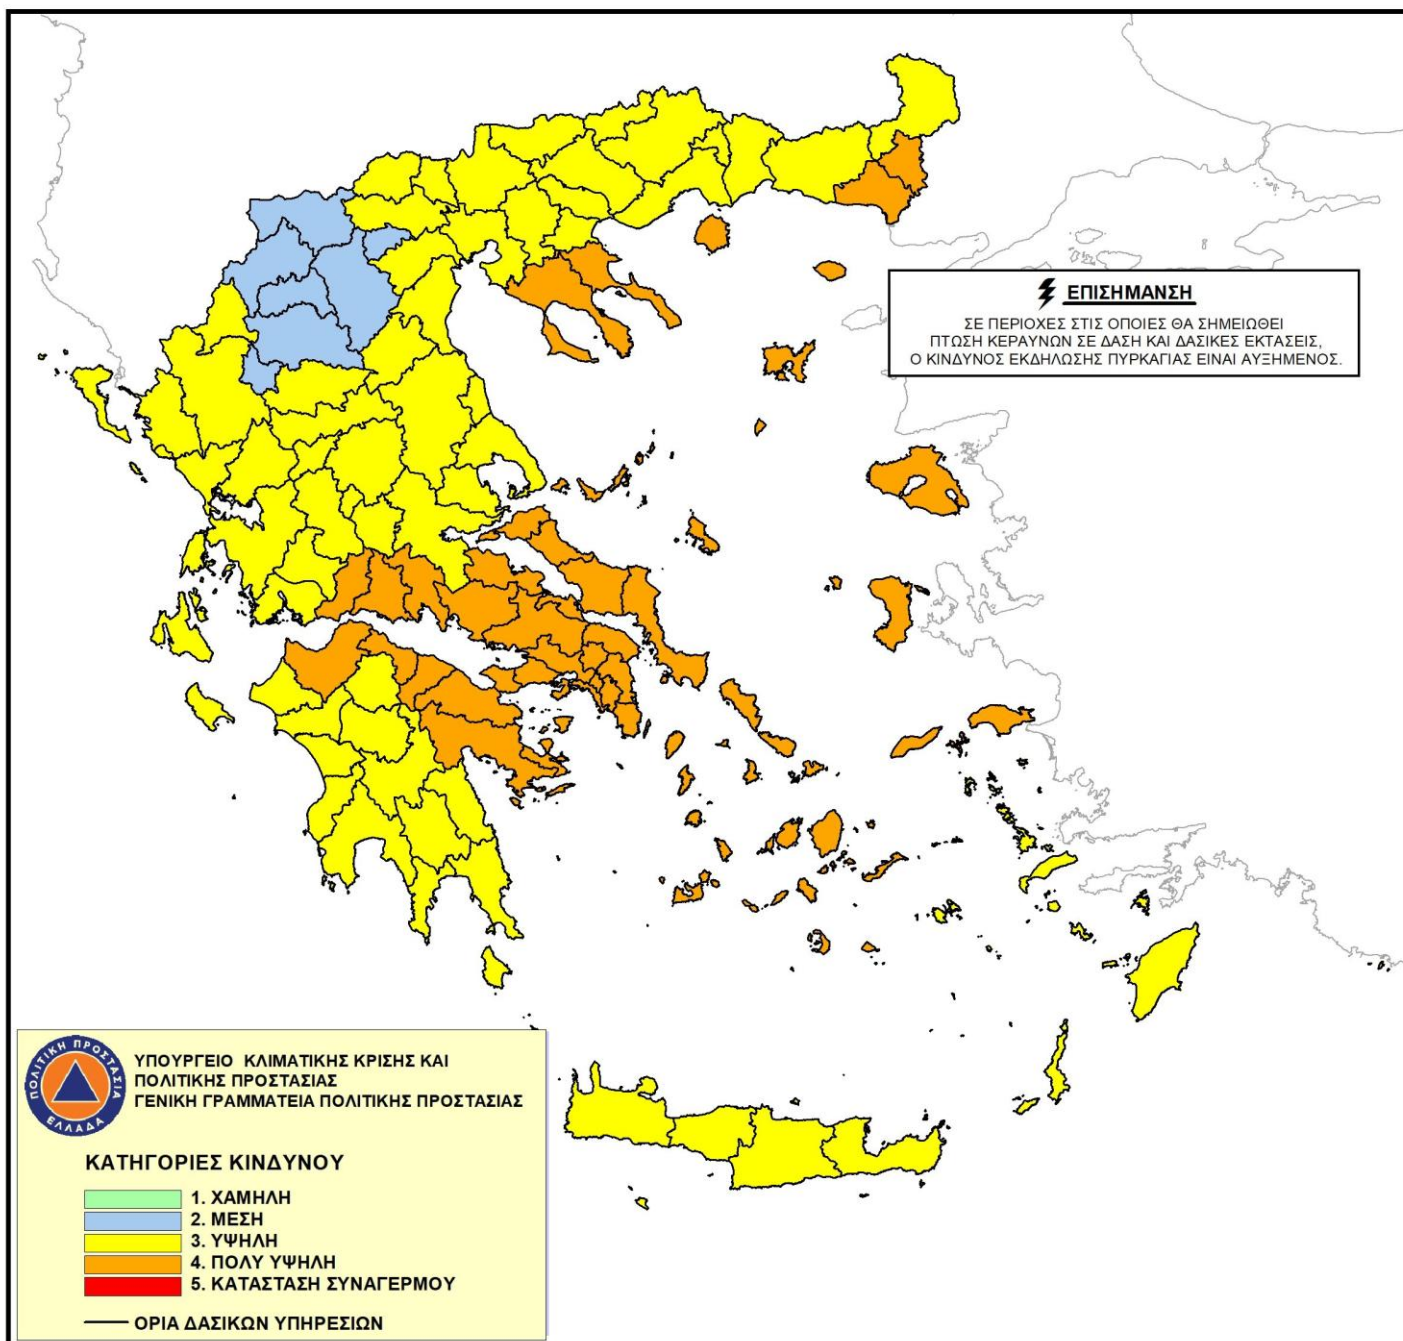 ΕΠΙΣΗΜΑΝΣΗ
ΣΕ ΠΕΡΙΟΧΕΣ ΣΤΙΣ ΟΠΟΙΕΣ ΘΑ ΣΗΜΕΙΩΘΕΙ
ΠΤΩΣΗ ΚΕΡΑΥΝΩΝ ΣΕ ΔΑΣΗ ΚΑΙ ΔΑΣΙΚΕΣ ΕΚΤΑΣΕΙΣ,
Ο ΚΙΝΔΥΝΟΣ ΕΚΔΗΛΩΣΗΣ ΠΥΡΚΑΓΙΑΣ ΕΙΝΑΙ ΑΥΞΗΜΕΝΟΣ.
ΠΟΛΙΤΙΚΗ ΠΡΟΣΤΑΣΙΑ
ΕΛΛΑΔΑ
ΥΠΟΥΡΓΕΙΟ ΚΛΙΜΑΤΙΚΗΣ ΚΡΙΣΗΣ ΚΑΙ
ΠΟΛΙΤΙΚΗΣ ΠΡΟΣΤΑΣΙΑΣ
ΓΕΝΙΚΗ ΓΡΑΜΜΑΤΕΙΑ ΠΟΛΙΤΙΚΗΣ ΠΡΟΣΤΑΣΙΑΣ
ΚΑΤΗΓΟΡΙΕΣ ΚΙΝΔΥΝΟΥ
1. ΧΑΜΗΛΗ
2. ΜΕΣΗ
3. ΥΨΗΛΗ
4. ΠΟΛΥ ΥΨΗΛΗ
5. ΚΑΤΑΣΤΑΣΗ ΣΥΝΑΓΕΡΜΟΥ
ΟΡΙΑ ΔΑΣΙΚΩΝ ΥΠΗΡΕΣΙΩΝ